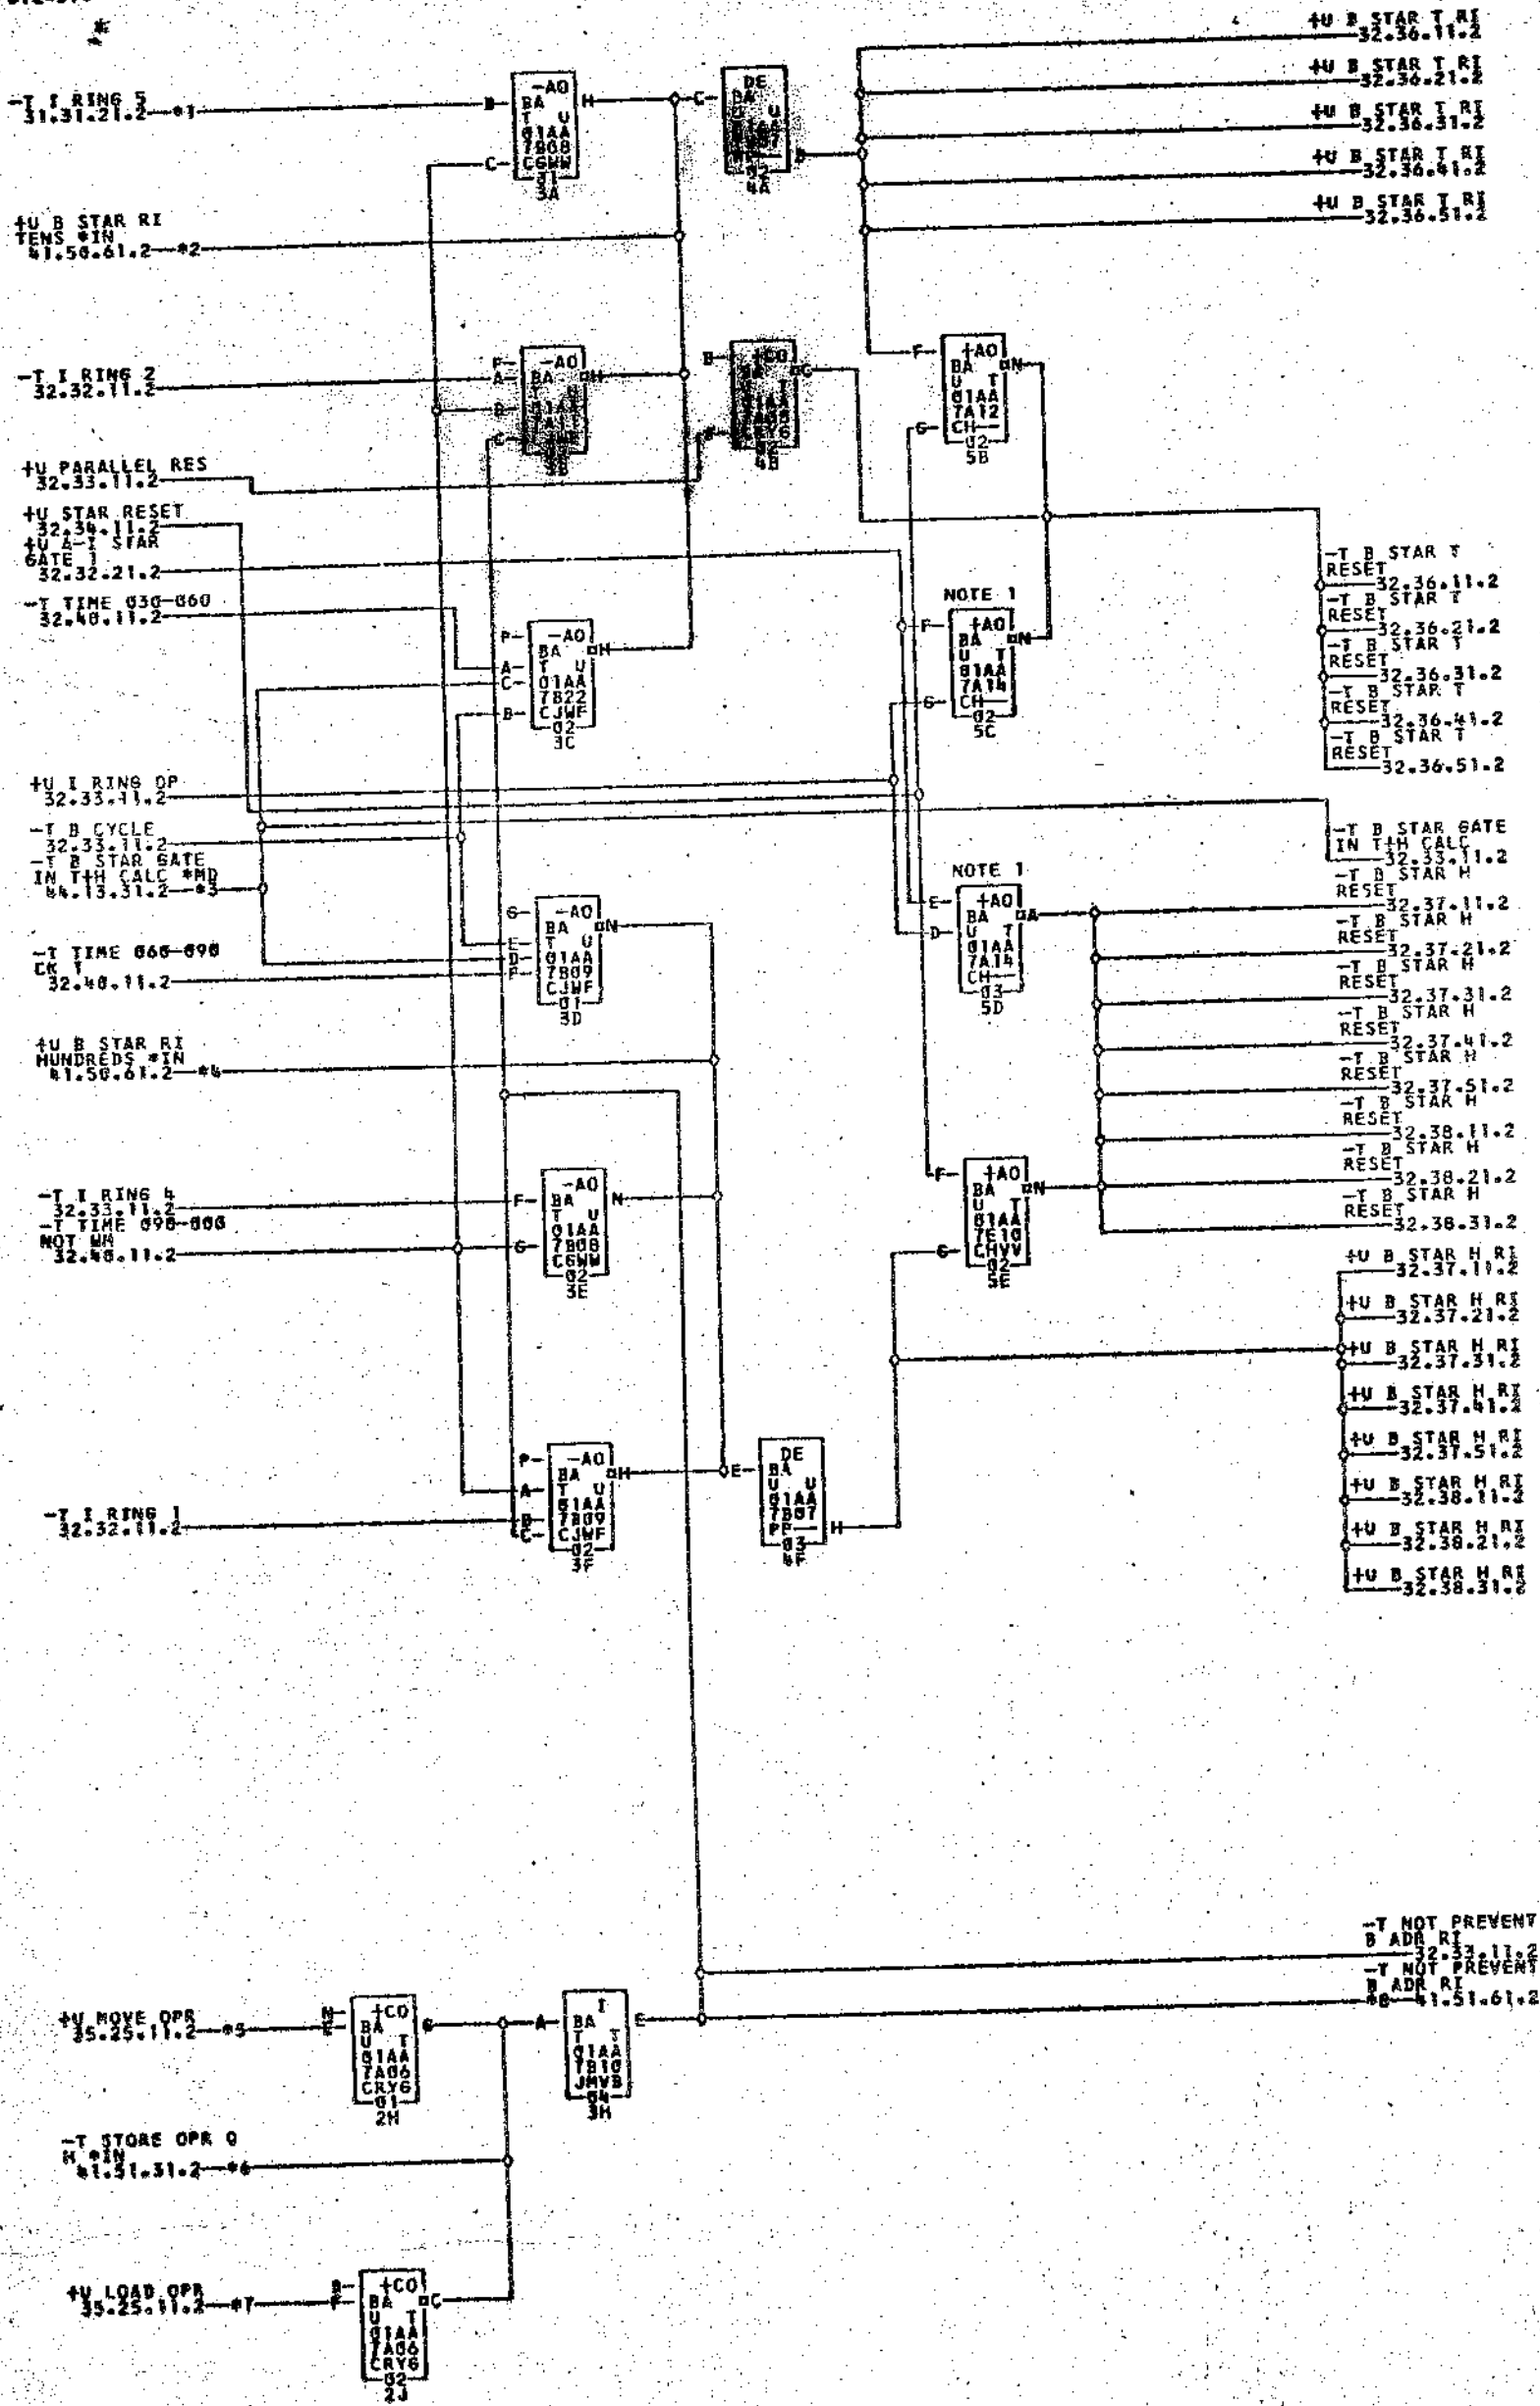 -T I RING 5
31.31.21.2—*1
+U B STAR RI
TENS *IN
41.50.61.2—*2
-T I RING 2
32.32.11.2
+U PARALLEL RES
32.33.11.2
+U STAR RESET
32.34.11.2
+U A-I STAR
GATE 1
32.32.21.2
-T TIME 030-060
32.40.11.2
+U I RING OP
32.33.11.2
-T B CYCLE
32.33.11.2
-T B STAR GATE
IN T+H CALC *MD
44.13.31.2—*3
-T TIME 060-090
CK 1
32.40.11.2
+U B STAR RI
HUNDREDS *IN
41.50.61.2—*4
-T I RING 4
32.33.11.2
-T TIME 090-000
NOT WM
32.40.11.2
-T I RING 1
32.32.11.2
+U MOVE OPR
35.25.11.2—*5
-T STORE OPR Q
H *IN
41.51.31.2—*6
+U LOAD OPR
35.25.11.2—*7
B
C
-AO
BA H
T U
01AA
7B08
CGWW
01
3A
P
A
B
C
-AO
BA H
3B
P
A
C
B
-AO
BA H
T U
01AA
7B22
CJWF
02
3C
G
E
D
F
-AO
BA N
T U
01AA
7B09
CJWF
01
3D
F
G
-AO
BA N
T U
01AA
7B08
CGWW
02
3E
P
A
B
C
-AO
BA H
T U
01AA
7B09
CJWF
02
3F
+CO
BA G
U T
01AA
7A06
CRY6
01
2H
A
I
BA E
T T
01AA
7B10
JMVB
04
3H
+CO
BA C
U T
01AA
7A06
CRY6
02
2J
C
DE
BA
U
02
4A
B
+CO
G
4B
E
DE
BA
U U
01AA
7B07
PP—
H
03
4F
F
G
+AO
BA N
U T
01AA
7A12
CH—
02
5B
NOTE 1
F
G
+AO
BA N
U T
01AA
7A14
CH—
02
5C
NOTE 1
E
D
+AO
BA A
U T
01AA
7A14
CH—
03
5D
F
G
+AO
BA N
U T
01AA
7E10
CHVV
02
5E
+U B STAR T RI
32.36.11.2
+U B STAR T RI
32.36.21.2
+U B STAR T RI
32.36.31.2
+U B STAR T RI
32.36.41.2
+U B STAR T RI
32.36.51.2
-T B STAR T
RESET
32.36.11.2
-T B STAR T
RESET
32.36.21.2
-T B STAR T
RESET
32.36.31.2
-T B STAR T
RESET
32.36.41.2
-T B STAR T
RESET
32.36.51.2
-T B STAR GATE
IN T+H CALC
32.33.11.2
-T B STAR H
RESET
32.37.11.2
-T B STAR H
RESET
32.37.21.2
-T B STAR H
RESET
32.37.31.2
-T B STAR H
RESET
32.37.41.2
-T B STAR H
RESET
32.37.51.2
-T B STAR H
RESET
32.38.11.2
-T B STAR H
RESET
32.38.21.2
-T B STAR H
RESET
32.38.31.2
+U B STAR H RI
32.37.11.2
+U B STAR H RI
32.37.21.2
+U B STAR H RI
32.37.31.2
+U B STAR H RI
32.37.41.2
+U B STAR H RI
32.37.51.2
+U B STAR H RI
32.38.11.2
+U B STAR H RI
32.38.21.2
+U B STAR H RI
32.38.31.2
-T NOT PREVENT
B ADR RI
32.33.11.2
-T NOT PREVENT
B ADR RI
*8—41.51.61.2